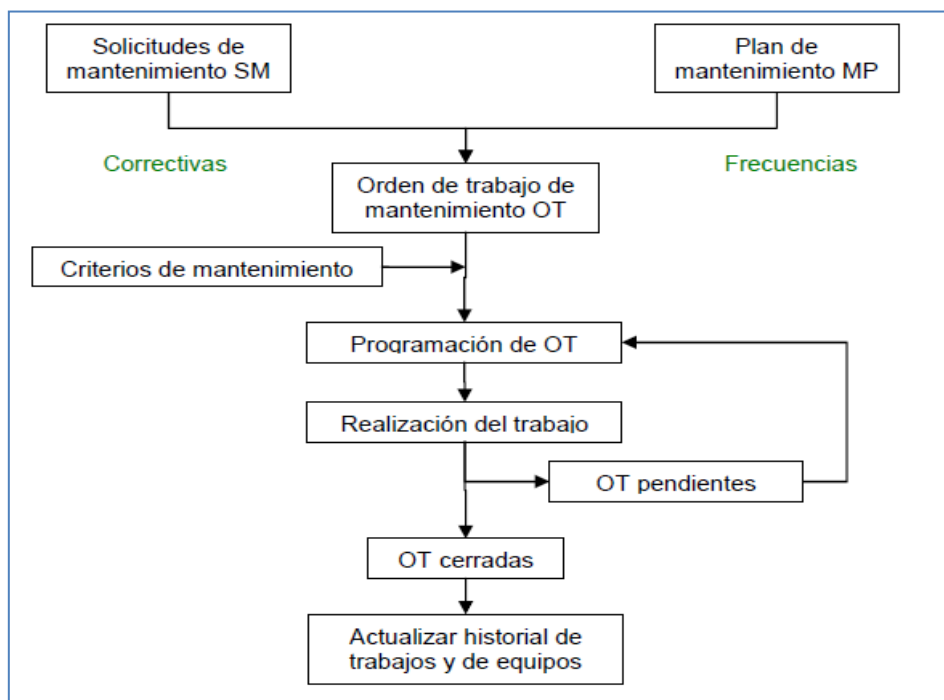 Solicitudes de
mantenimiento SM
Plan de
mantenimiento MP
Correctivas
Frecuencias
Orden de trabajo de
mantenimiento OT
Criterios de mantenimiento
Programación de OT
Realización del trabajo
OT pendientes
OT cerradas
Actualizar historial de
trabajos y de equipos